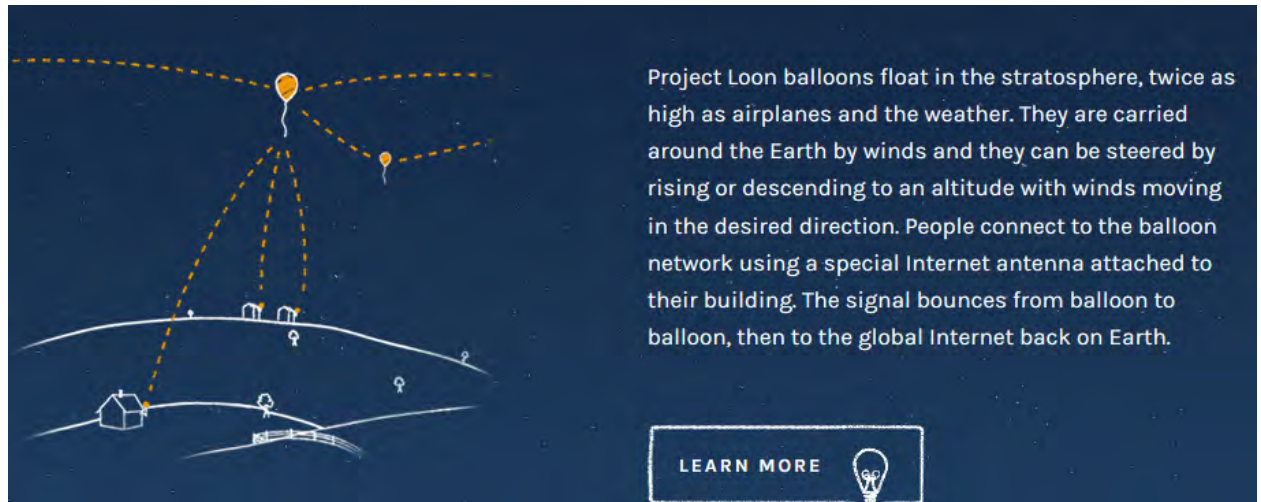 Project Loon balloons float in the stratosphere, twice as
high as airplanes and the weather. They are carried
around the Earth by winds and they can be steered by
rising or descending to an altitude with winds moving
in the desired direction. People connect to the balloon
network using a special Internet antenna attached to
their building. The signal bounces from balloon to
balloon, then to the global Internet back on Earth.
LEARN MORE